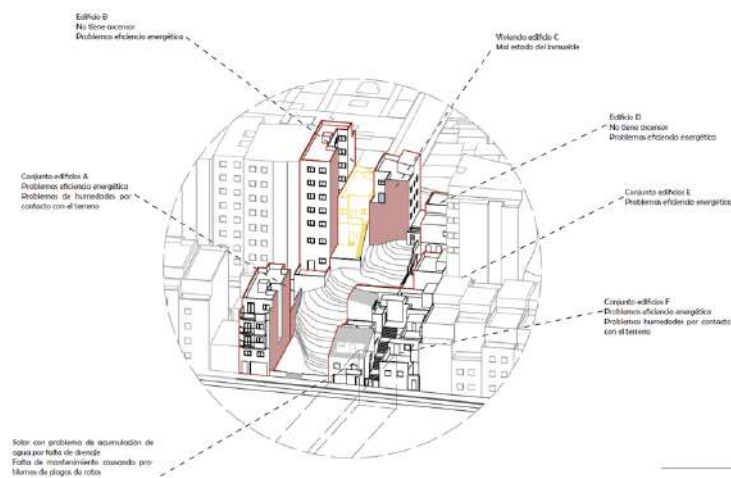 Edificio B
No tiene ascensor
Problemas eficiencia energética
Vivienda edificio C
Mal estado del inmueble
Edificio D
No tiene ascensor
Problemas eficiencia energética
Conjunto edificios A
Problemas eficiencia energética
Problemas de humedades por
contacto con el terreno
Conjunto edificios E
Problemas eficiencia energética
Conjunto edificios F
Problemas eficiencia energética
Problemas humedades por contacto
con el terreno
Solar con problema de acumulación de
agua por falta de drenaje
Falta de mantenimiento causando pro-
blemas de plagas de ratas